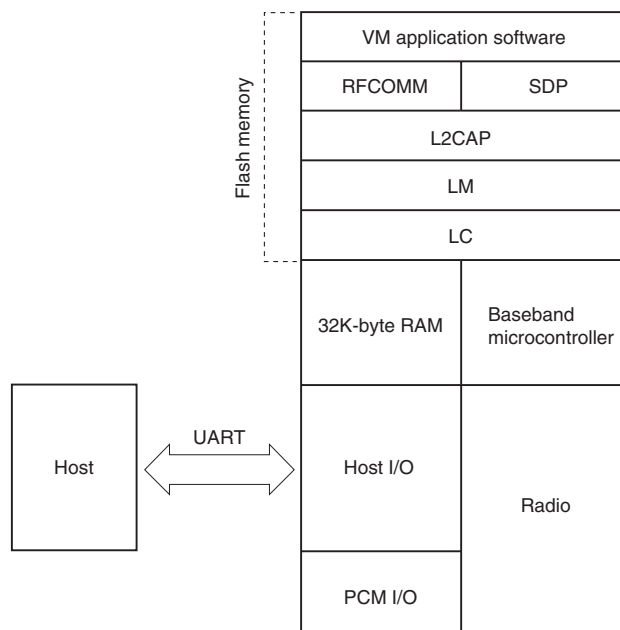 VM application software
RFCOMM
SDP
Flash memory
L2CAP
LM
LC
32K-byte RAM
Baseband
microcontroller
UART
Host
Host I/O
Radio
PCM I/O